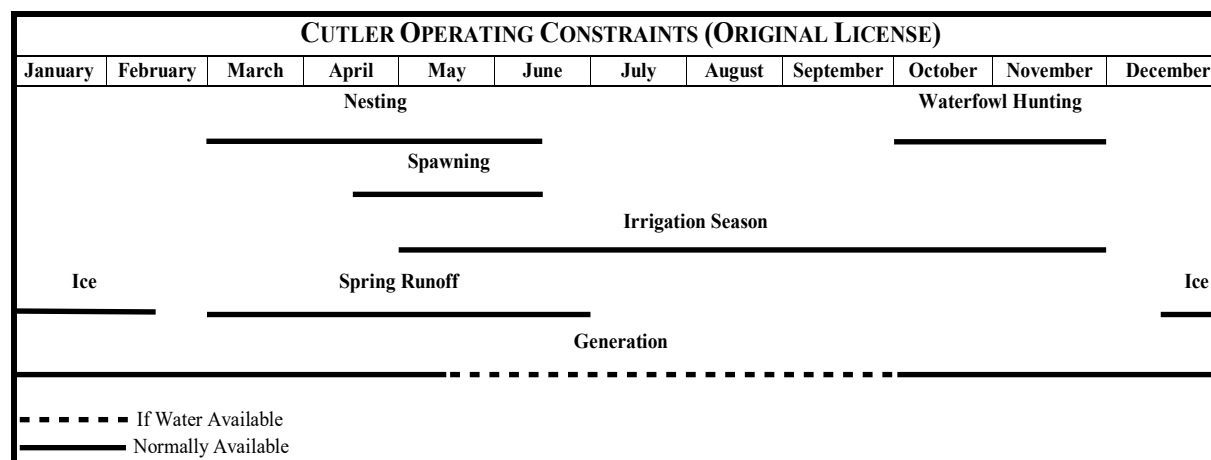 CUTLER OPERATING CONSTRAINTS (ORIGINAL LICENSE)
January February March April May June July August September October November December
Nesting Waterfowl Hunting
Spawning
Irrigation Season
Ice Spring Runoff Ice
Generation
If Water Available
Normally Available